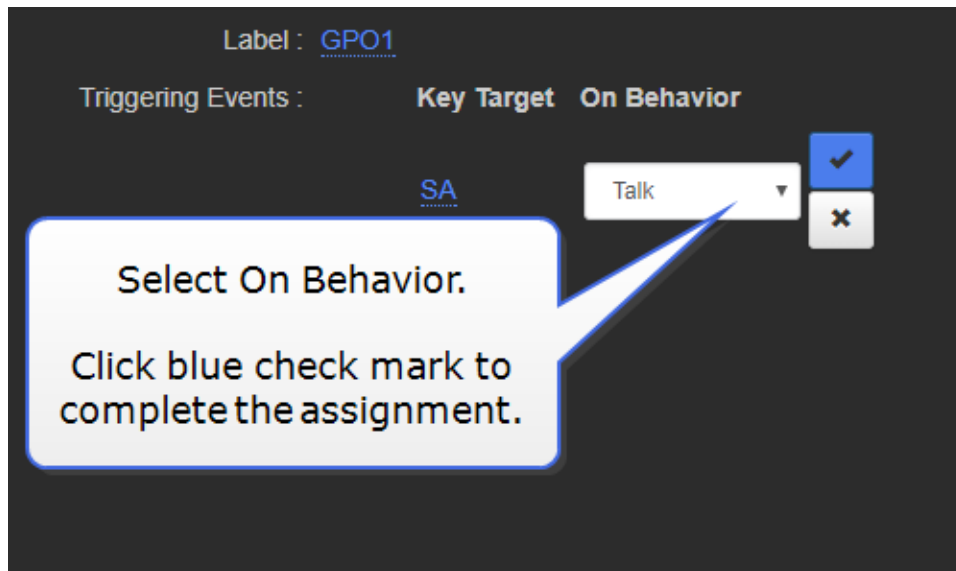 Label : GPO1
Triggering Events : Key Target On Behavior
SA Talk
Select On Behavior.
Click blue check mark to
complete the assignment.